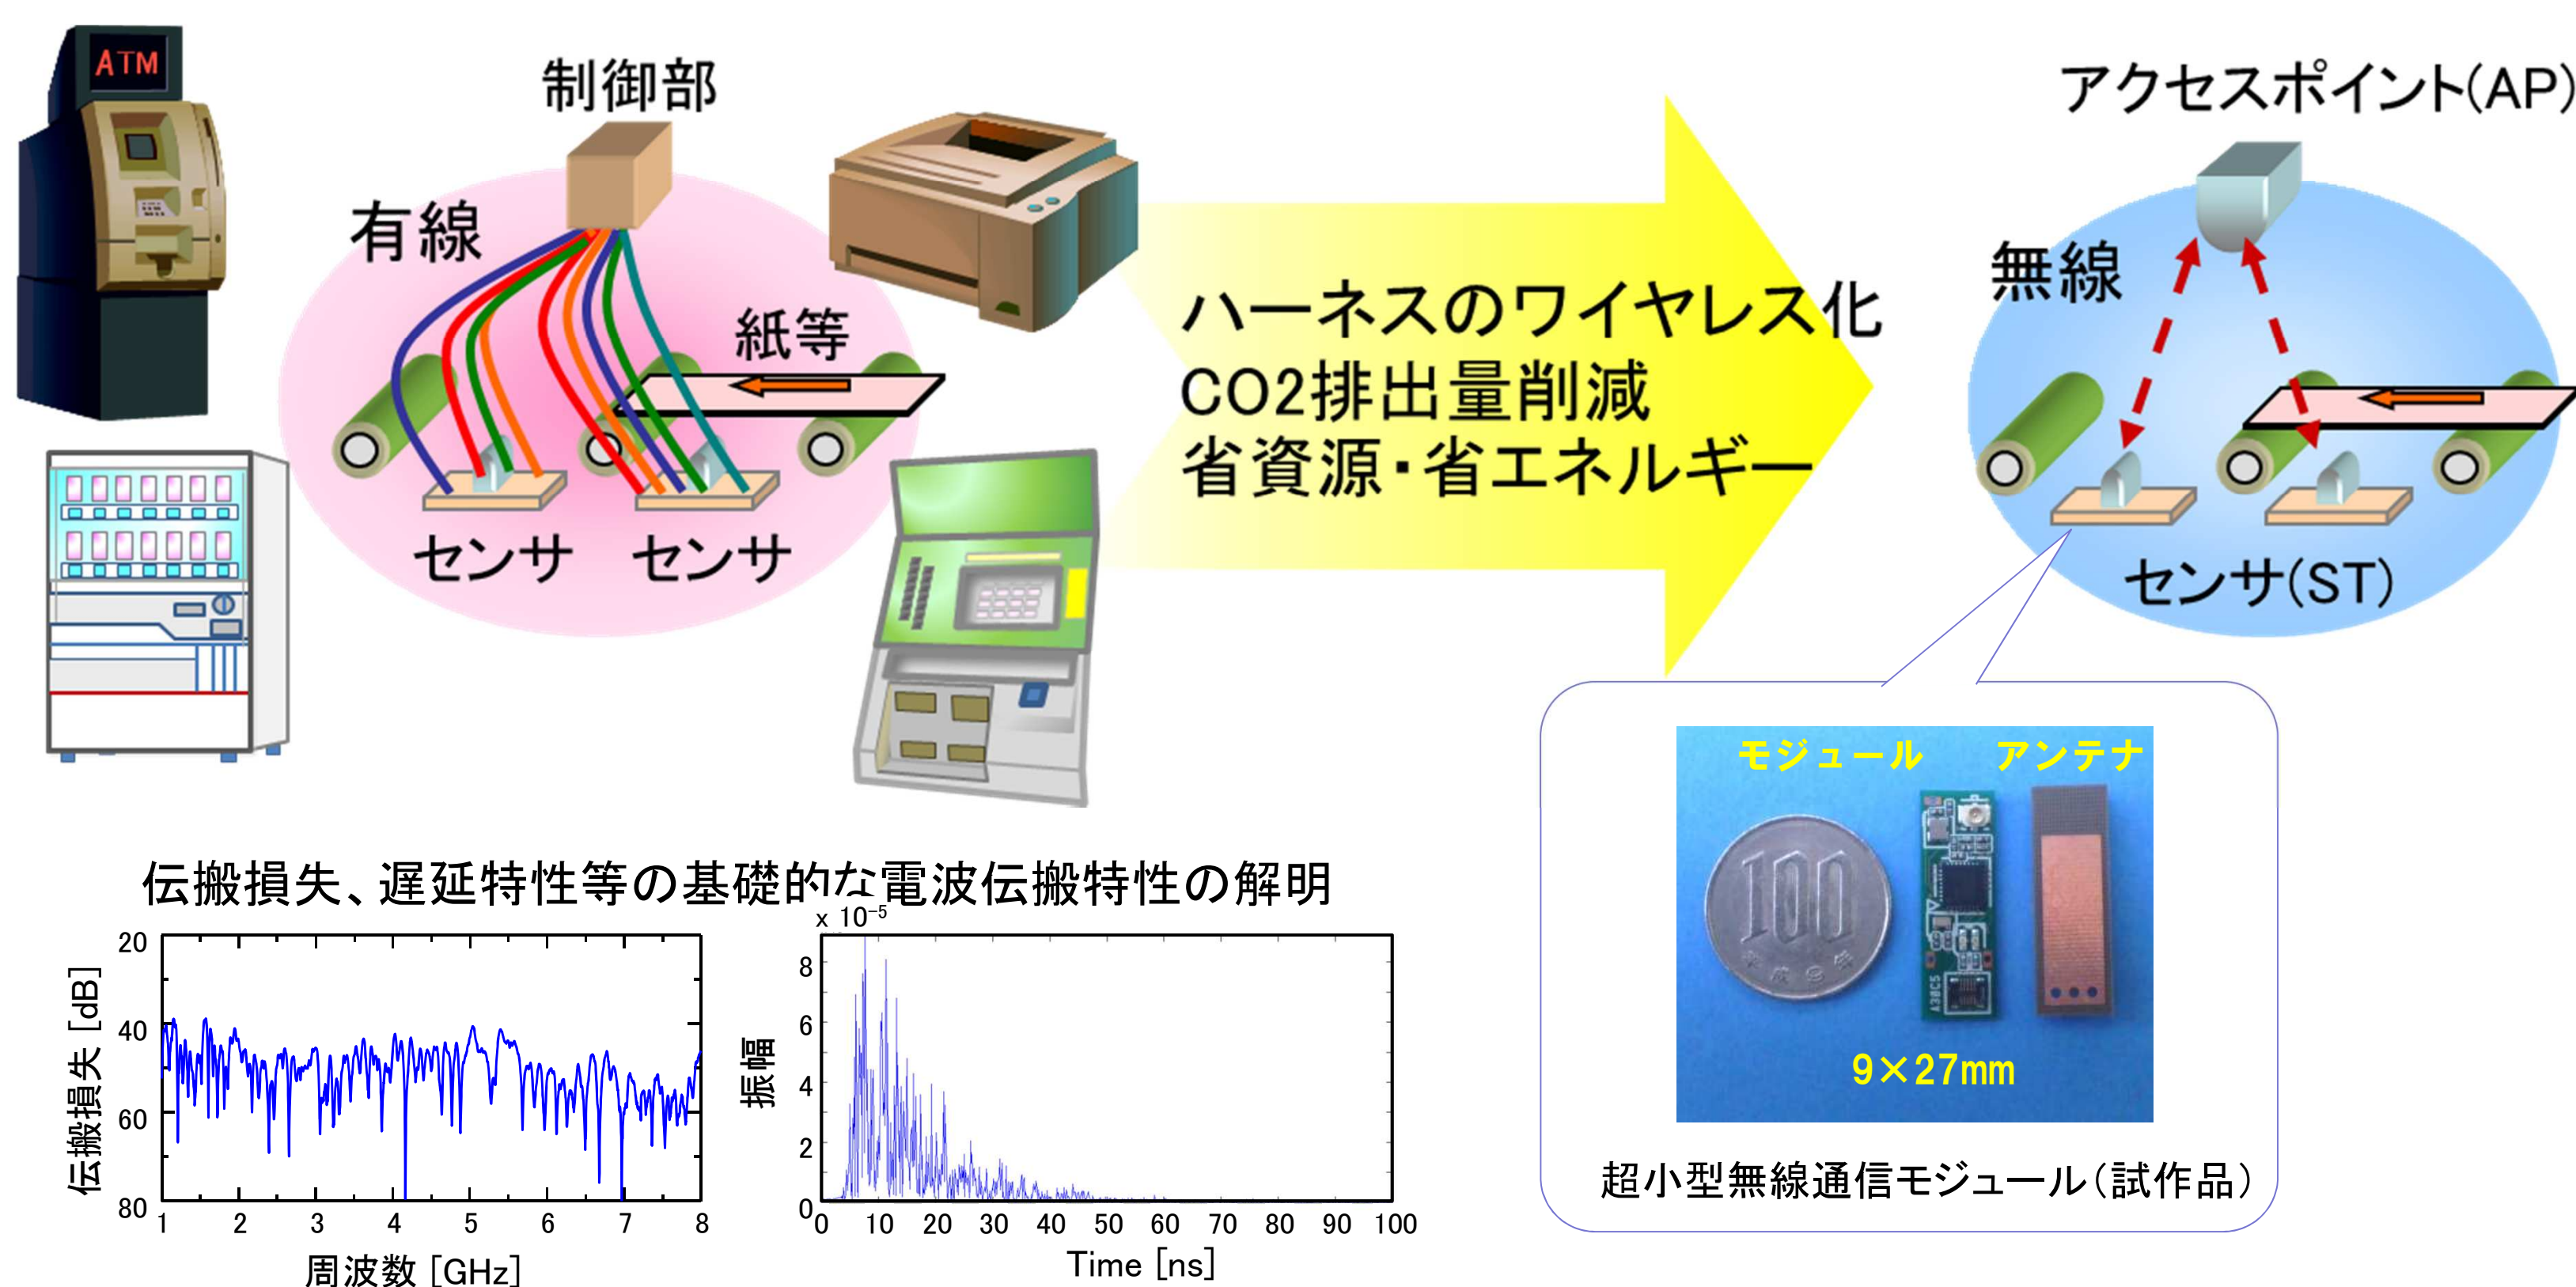 ATM
制御部
有線
紙等
センサ
センサ
ハーネスのワイヤレス化
CO2排出量削減
省資源・省エネルギー
アクセスポイント(AP)
無線
センサ(ST)
モジュール
アンテナ
100
平成9年
A30C5
9×27mm
超小型無線通信モジュール（試作品）
伝搬損失、遅延特性等の基礎的な電波伝搬特性の解明
伝搬損失 [dB]
20
40
60
80
1 2 3 4 5 6 7 8
周波数 [GHz]
x 10⁻⁵
振幅
8
6
4
2
0
0 10 20 30 40 50 60 70 80 90 100
Time [ns]